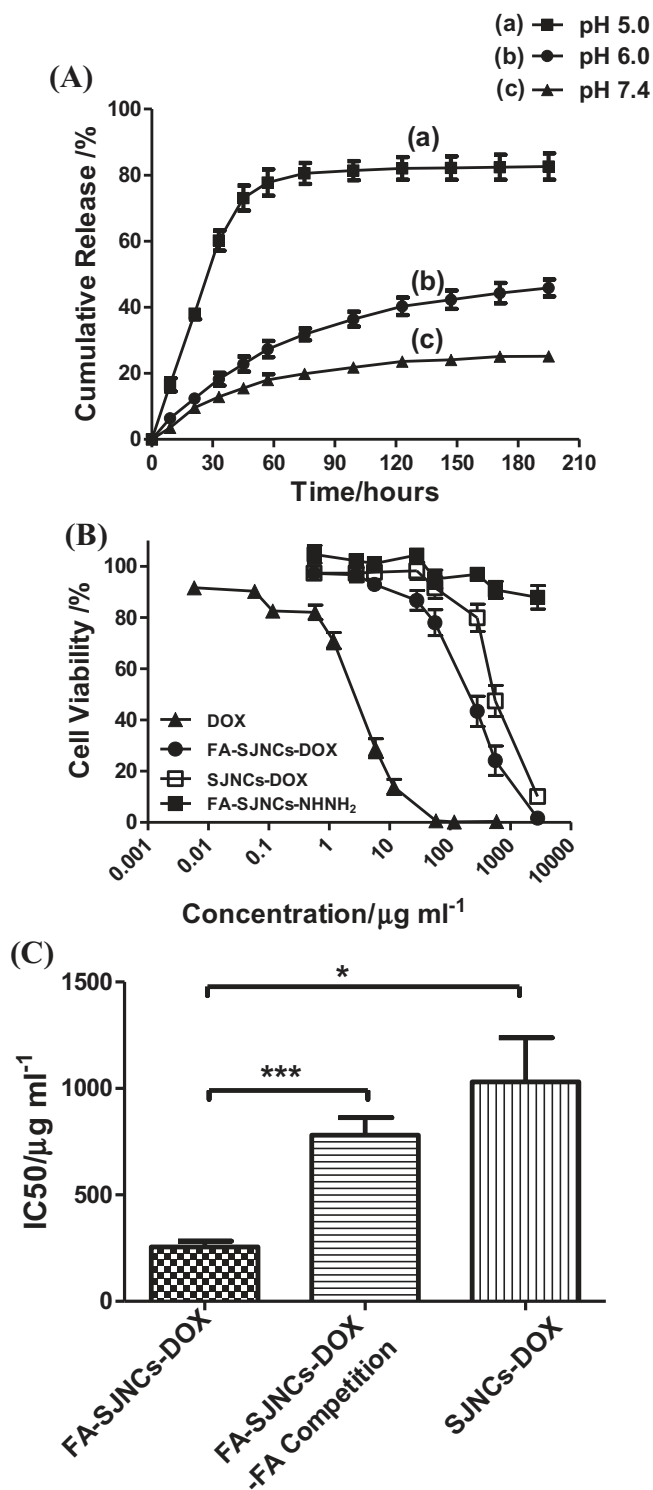 (a) pH 5.0
(b) pH 6.0
(c) pH 7.4
(A)
Cumulative Release /%
100
80
60
40
20
0
(a)
(b)
(c)
0 30 60 90 120 150 180 210
Time/hours
(B)
Cell Viability /%
100
80
60
40
20
0
DOX
FA-SJNCs-DOX
SJNCs-DOX
FA-SJNCs-NHNH₂
0.001 0.01 0.1 1 10 100 1000 10000
Concentration/μg ml⁻¹
(C)
IC50/μg ml⁻¹
1500
1000
500
0
*
***
FA-SJNCs-DOX
FA-SJNCs-DOX
-FA Competition
SJNCs-DOX